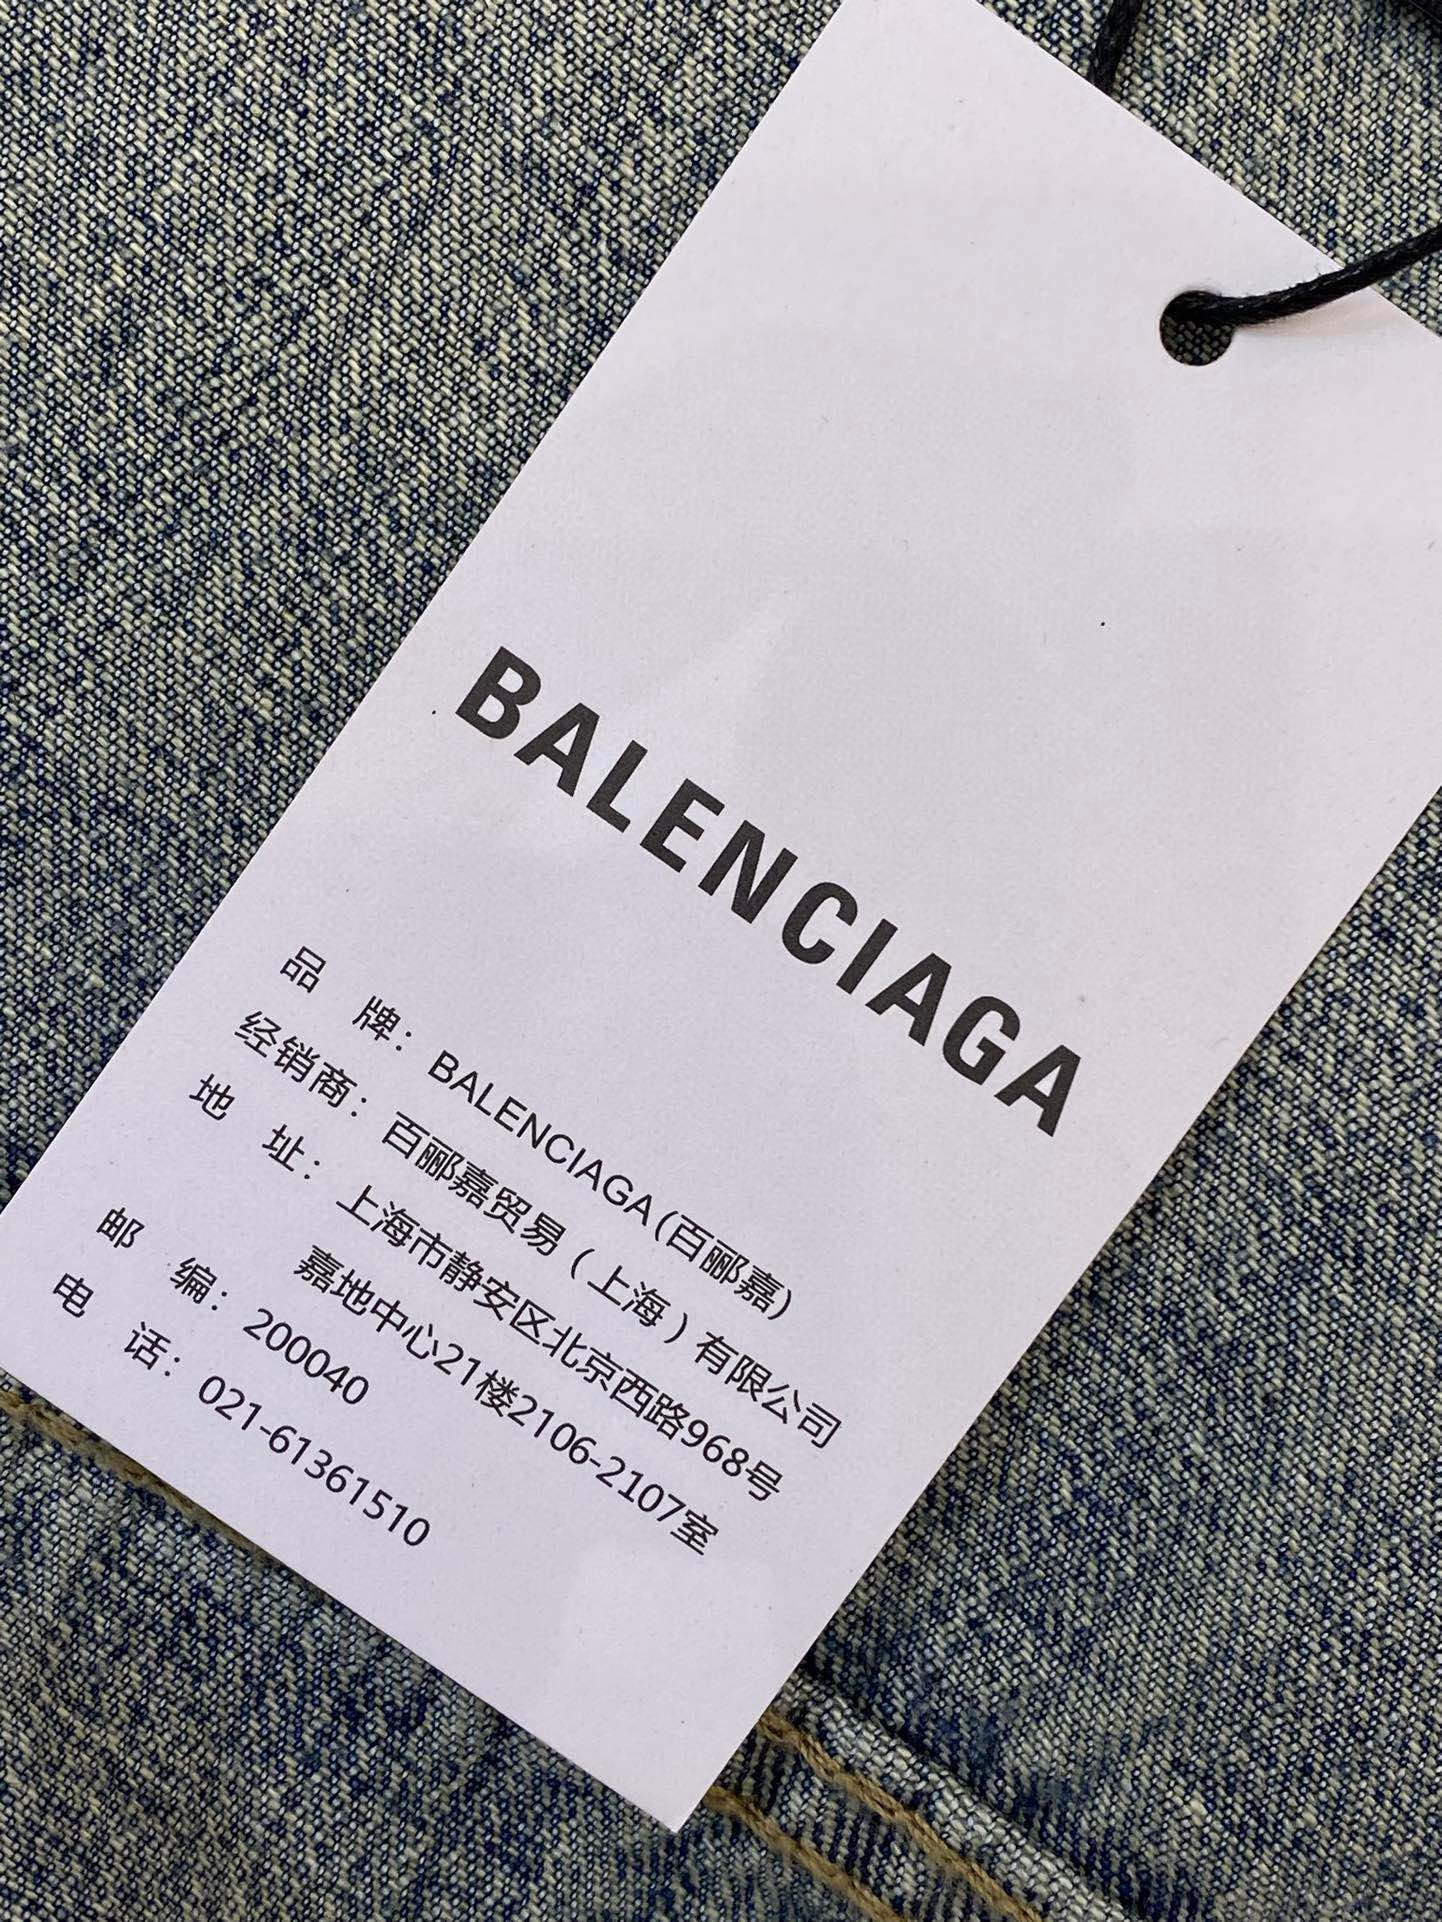 BALENCIAGA
品 牌：BALENCIAGA(百郦嘉)
经销商：百郦嘉贸易（上海）有限公司
地 址：上海市静安区北京西路968号
嘉地中心21楼2106-2107室
邮 编：200040
电 话：021-61361510